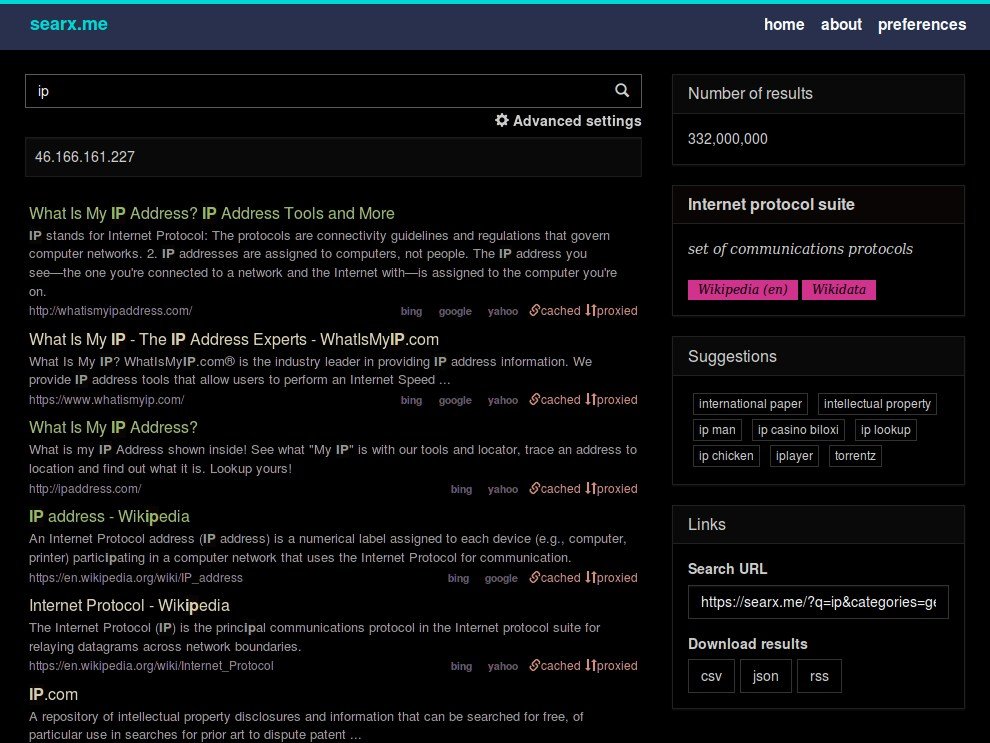 searx.me
home about preferences
ip
Advanced settings
46.166.161.227
What Is My IP Address? IP Address Tools and More
IP stands for Internet Protocol: The protocols are connectivity guidelines and regulations that govern
computer networks. 2. IP addresses are assigned to computers, not people. The IP address you
see—the one you're connected to a network and the Internet with—is assigned to the computer you're
on.
http://whatismyipaddress.com/ bing google yahoo cached proxied
What Is My IP - The IP Address Experts - WhatIsMyIP.com
What Is My IP? WhatIsMyIP.com® is the industry leader in providing IP address information. We
provide IP address tools that allow users to perform an Internet Speed ...
https://www.whatismyip.com/ bing google yahoo cached proxied
What Is My IP Address?
What is my IP Address shown inside! See what "My IP" is with our tools and locator, trace an address to
location and find out what it is. Lookup yours!
http://ipaddress.com/ bing yahoo cached proxied
IP address - Wikipedia
An Internet Protocol address (IP address) is a numerical label assigned to each device (e.g., computer,
printer) participating in a computer network that uses the Internet Protocol for communication.
https://en.wikipedia.org/wiki/IP_address bing google cached proxied
Internet Protocol - Wikipedia
The Internet Protocol (IP) is the principal communications protocol in the Internet protocol suite for
relaying datagrams across network boundaries.
https://en.wikipedia.org/wiki/Internet_Protocol bing yahoo cached proxied
IP.com
A repository of intellectual property disclosures and information that can be searched for free, of
particular use in searches for prior art to dispute patent ...
Number of results
332,000,000
Internet protocol suite
set of communications protocols
Wikipedia (en) Wikidata
Suggestions
international paper intellectual property
ip man ip casino biloxi ip lookup
ip chicken iplayer torrentz
Links
Search URL
https://searx.me/?q=ip&categories=ge
Download results
csv json rss